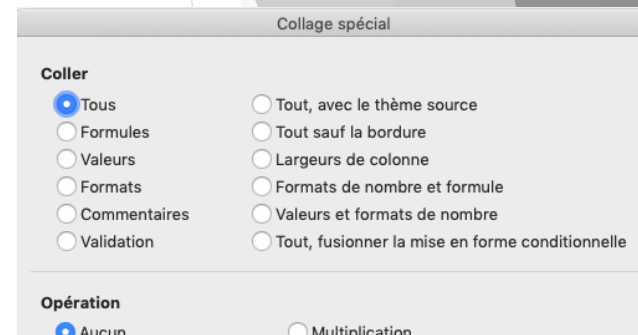 Collage spécial
Coller
Tous Tout, avec le thème source
Formules Tout sauf la bordure
Valeurs Largeurs de colonne
Formats Formats de nombre et formule
Commentaires Valeurs et formats de nombre
Validation Tout, fusionner la mise en forme conditionnelle
Opération
Aucun Multiplication